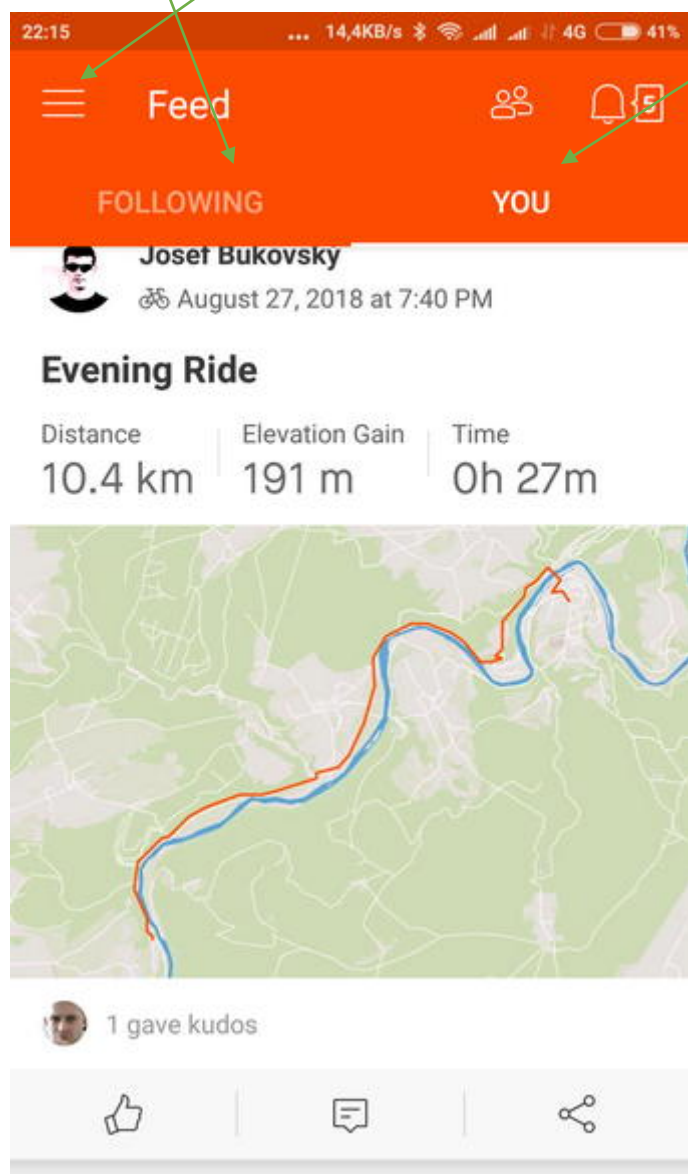 22:15 ... 14,4KB/s 4G 41%
Feed 5
FOLLOWING YOU
Josef Bukovsky
August 27, 2018 at 7:40 PM
Evening Ride
Distance Elevation Gain Time
10.4 km 191 m 0h 27m
1 gave kudos